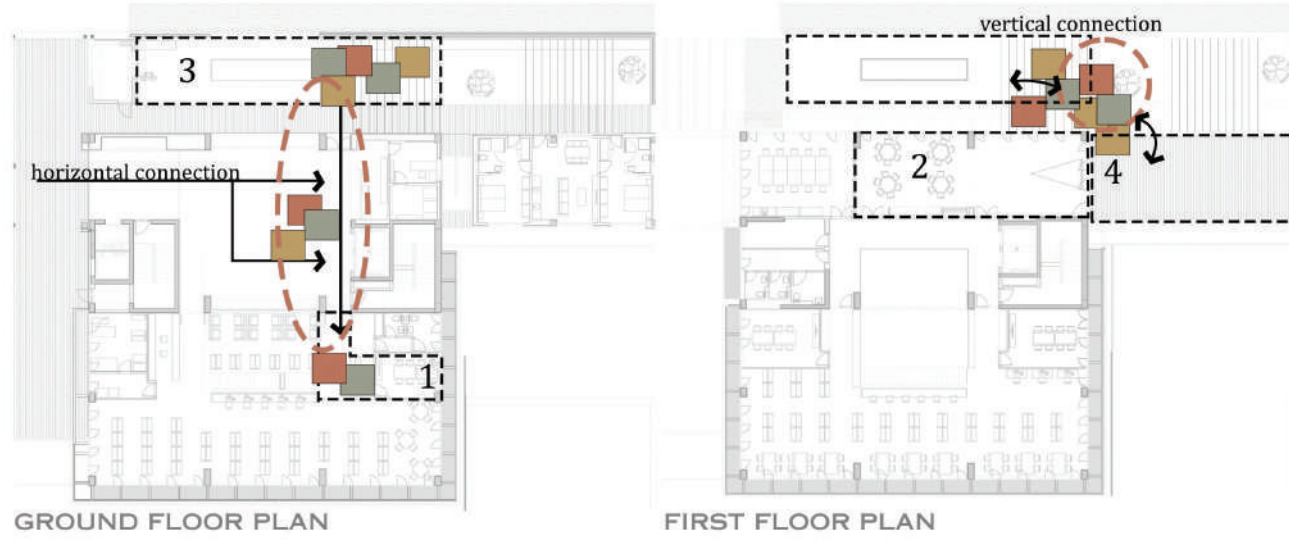 vertical connection
3
2
4
horizontal connection
1
GROUND FLOOR PLAN
FIRST FLOOR PLAN